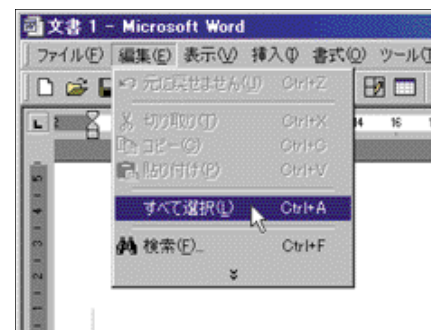 文書 1 - Microsoft Word
ファイル(F) 編集(E) 表示(V) 挿入(I) 書式(O) ツール(T
元に戻せません(U) Ctrl+Z
切り取り(T) Ctrl+X
コピー(C) Ctrl+C
貼り付け(P) Ctrl+V
すべて選択(L) Ctrl+A
検索(F)... Ctrl+F